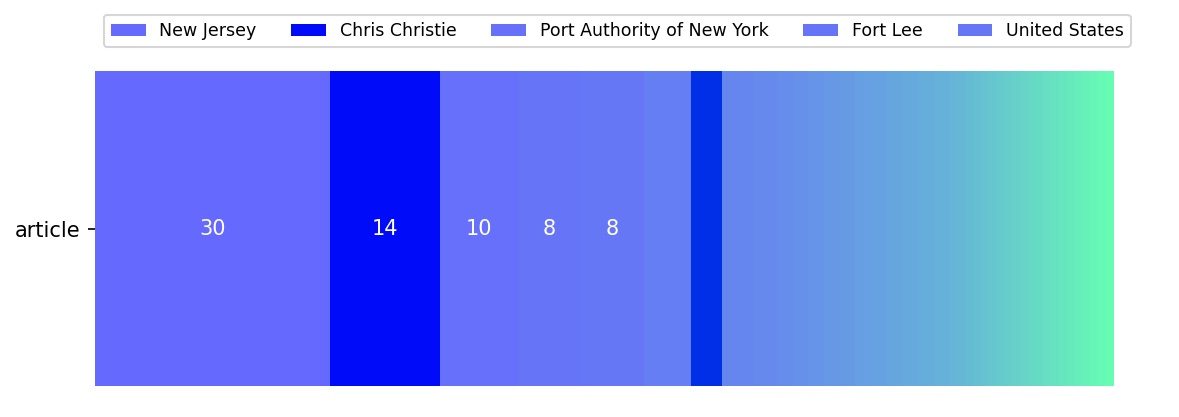 New Jersey Chris Christie Port Authority of New York Fort Lee United States
article 30 14 10 8 8